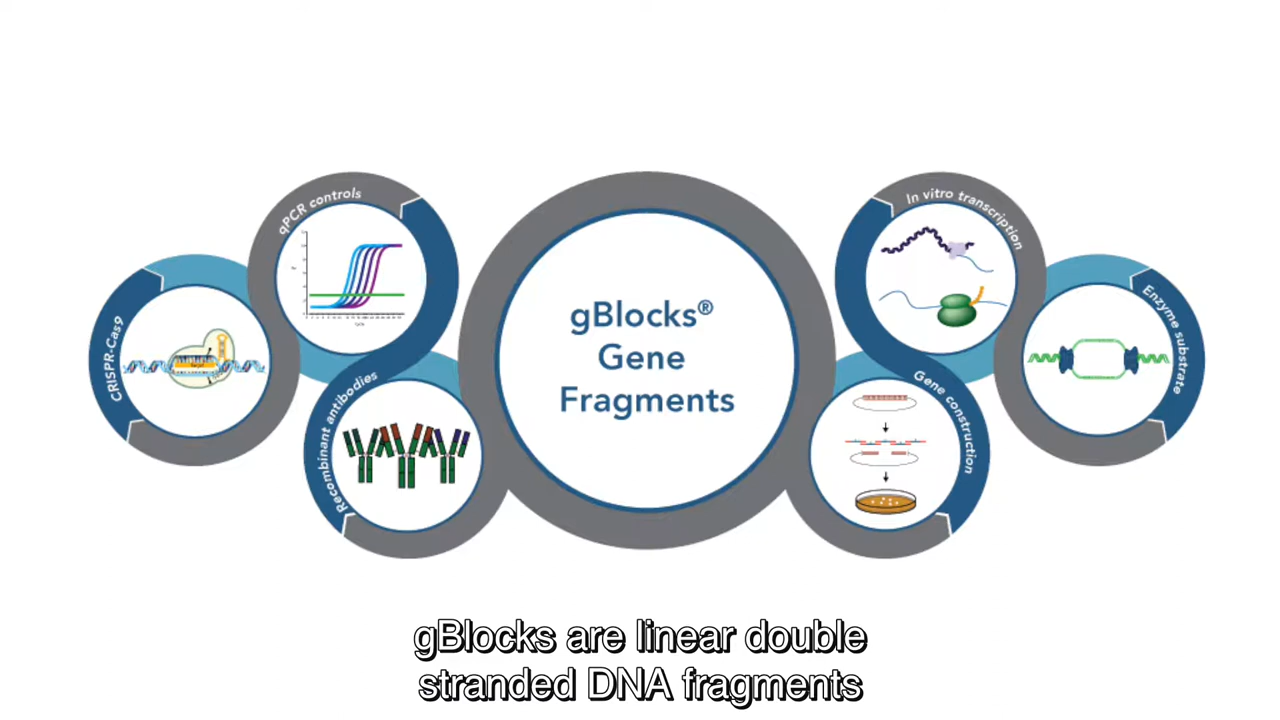 CRISPR-Cas9
qPCR controls
Recombinant antibodies
gBlocks®
Gene
Fragments
In vitro transcription
Gene construction
Enzyme substrate
gBlocks are linear double
stranded DNA fragments